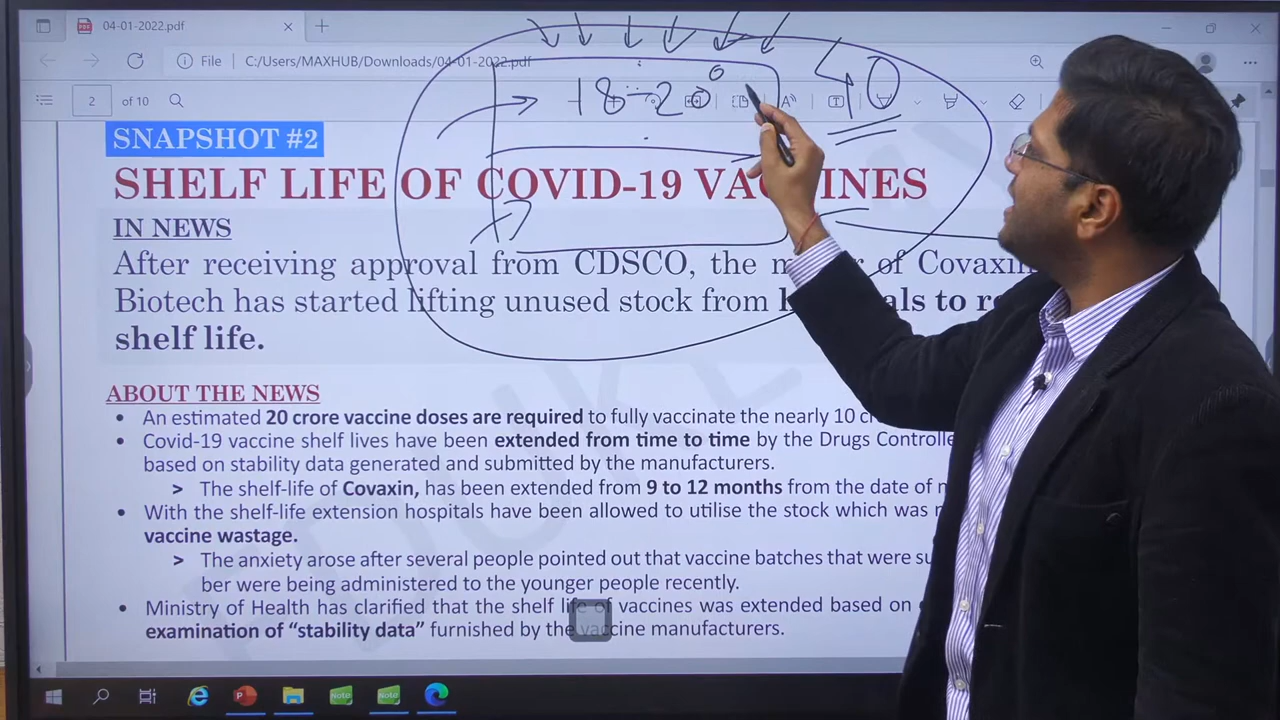 04-01-2022.pdf
File C:/Users/MAXHUB/Downloads/04-01-2022.pdf
2 of 10
18-20° 40
SNAPSHOT #2
SHELF LIFE OF COVID-19 VACCINES
IN NEWS
After receiving approval from CDSCO, the of Covaxin
Biotech has started lifting unused stock from to
shelf life.
ABOUT THE NEWS
• An estimated 20 crore vaccine doses are required to fully vaccinate the nearly 10
• Covid-19 vaccine shelf lives have been extended from time to time by the Drugs
based on stability data generated and submitted by the manufacturers.
> The shelf-life of Covaxin, has been extended from 9 to 12 months from the date of
• With the shelf-life extension hospitals have been allowed to utilise the stock which was
vaccine wastage.
> The anxiety arose after several people pointed out that vaccine batches that were
ber were being administered to the younger people recently.
• Ministry of Health has clarified that the shelf life of vaccines was extended based on
examination of “stability data” furnished by the vaccine manufacturers.